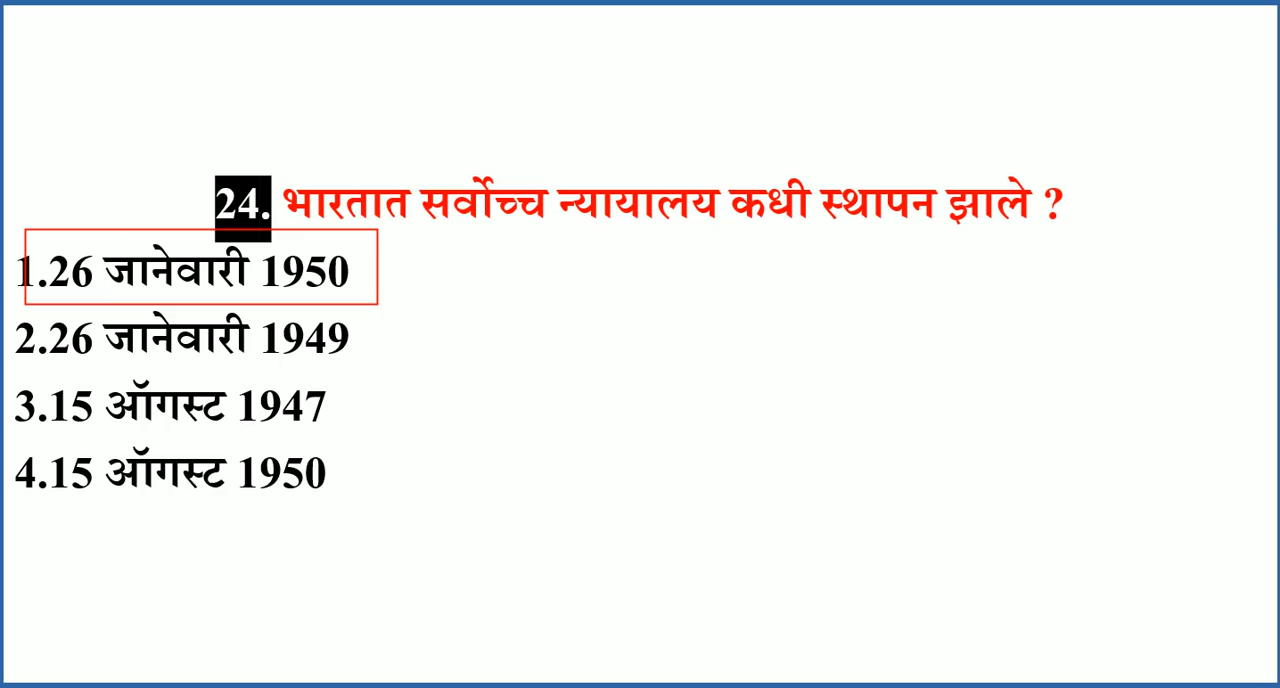 24. भारतात सर्वोच्च न्यायालय कधी स्थापन झाले ?
1.26 जानेवारी 1950
2.26 जानेवारी 1949
3.15 ऑगस्ट 1947
4.15 ऑगस्ट 1950